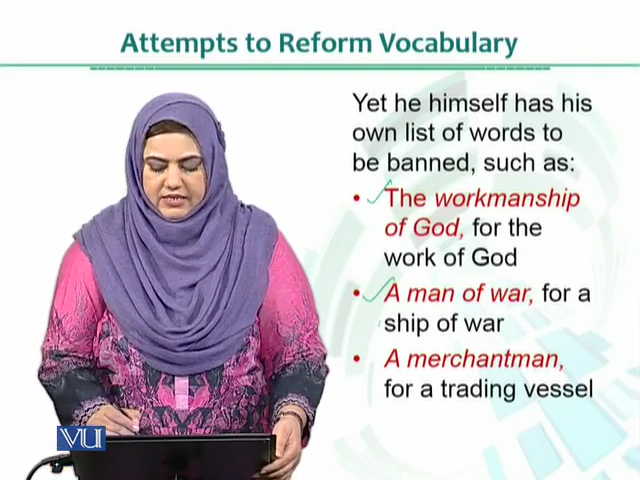 Attempts to Reform Vocabulary
Yet he himself has his
own list of words to
be banned, such as:
• The workmanship
of God, for the
work of God
• A man of war, for a
ship of war
• A merchantman,
for a trading vessel
VU